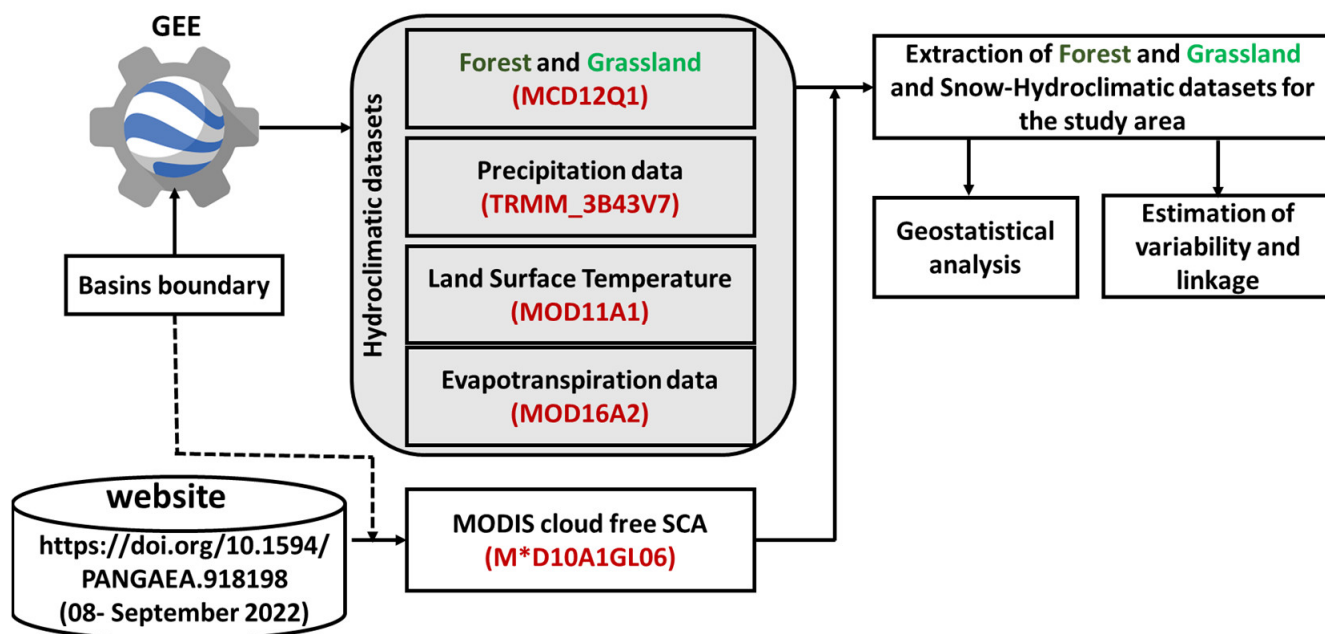 GEE
Basins boundary
Hydroclimatic datasets
Forest and Grassland
(MCD12Q1)
Precipitation data
(TRMM_3B43V7)
Land Surface Temperature
(MOD11A1)
Evapotranspiration data
(MOD16A2)
Extraction of Forest and Grassland
and Snow-Hydroclimatic datasets for
the study area
Geostatistical
analysis
Estimation of
variability and
linkage
website
https://doi.org/10.1594/
PANGAEA.918198
(08- September 2022)
MODIS cloud free SCA
(M*D10A1GL06)